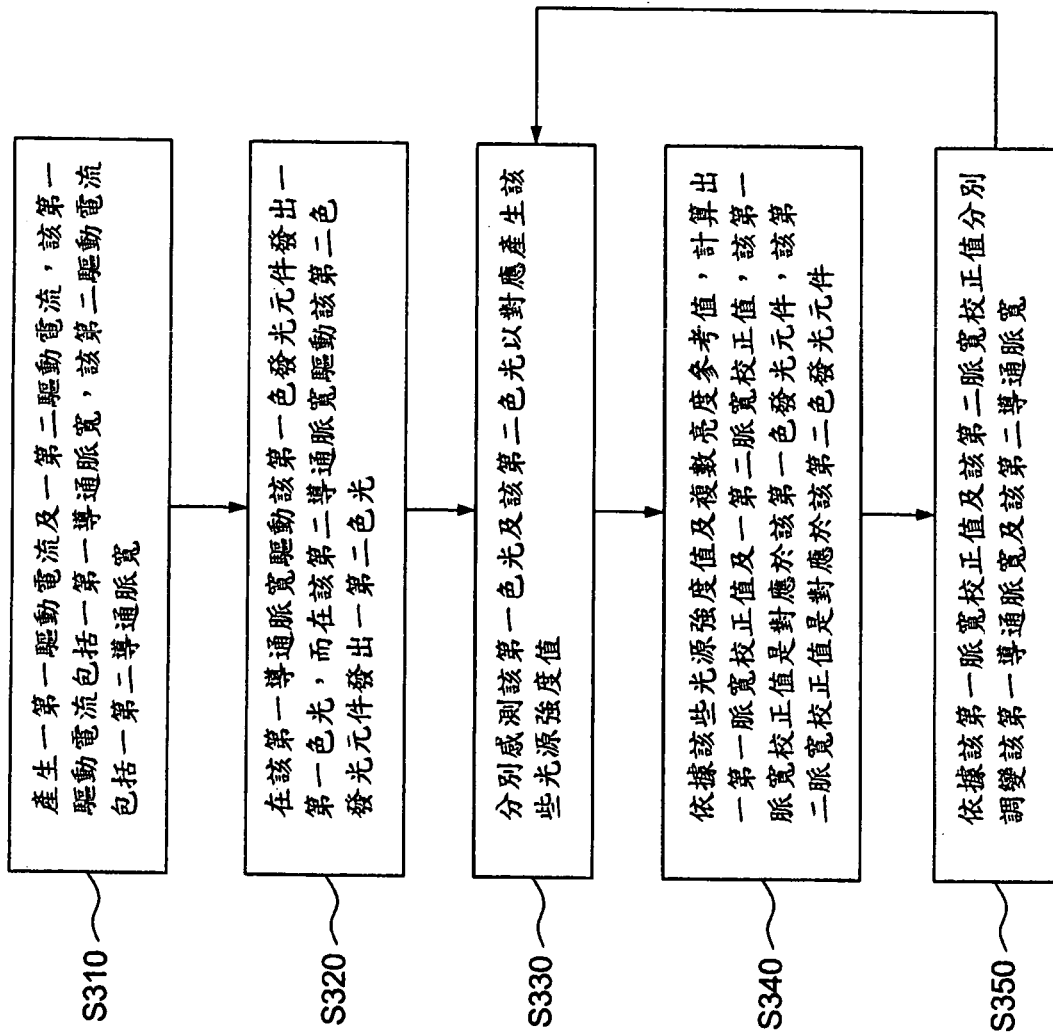 S310
產生一第一驅動電流及一第二驅動電流，該第一
驅動電流包括一第一導通脈寬，該第二驅動電流
包括一第二導通脈寬
S320
在該第一導通脈寬驅動該第一色發光元件發出一
第一色光，而在該第二導通脈寬驅動該第二色
發光元件發出一第二色光
S330
分別感測該第一色光及該第二色光以對應產生該
些光源強度值
S340
依據該些光源強度值及複數亮度參考值，計算出
一第一脈寬校正值及一第二脈寬校正值，該第一
脈寬校正值是對應於該第一色發光元件，該第
二脈寬校正值是對應於該第二色發光元件
S350
依據該第一脈寬校正值及該第二脈寬校正值分別
調變該第一導通脈寬及該第二導通脈寬